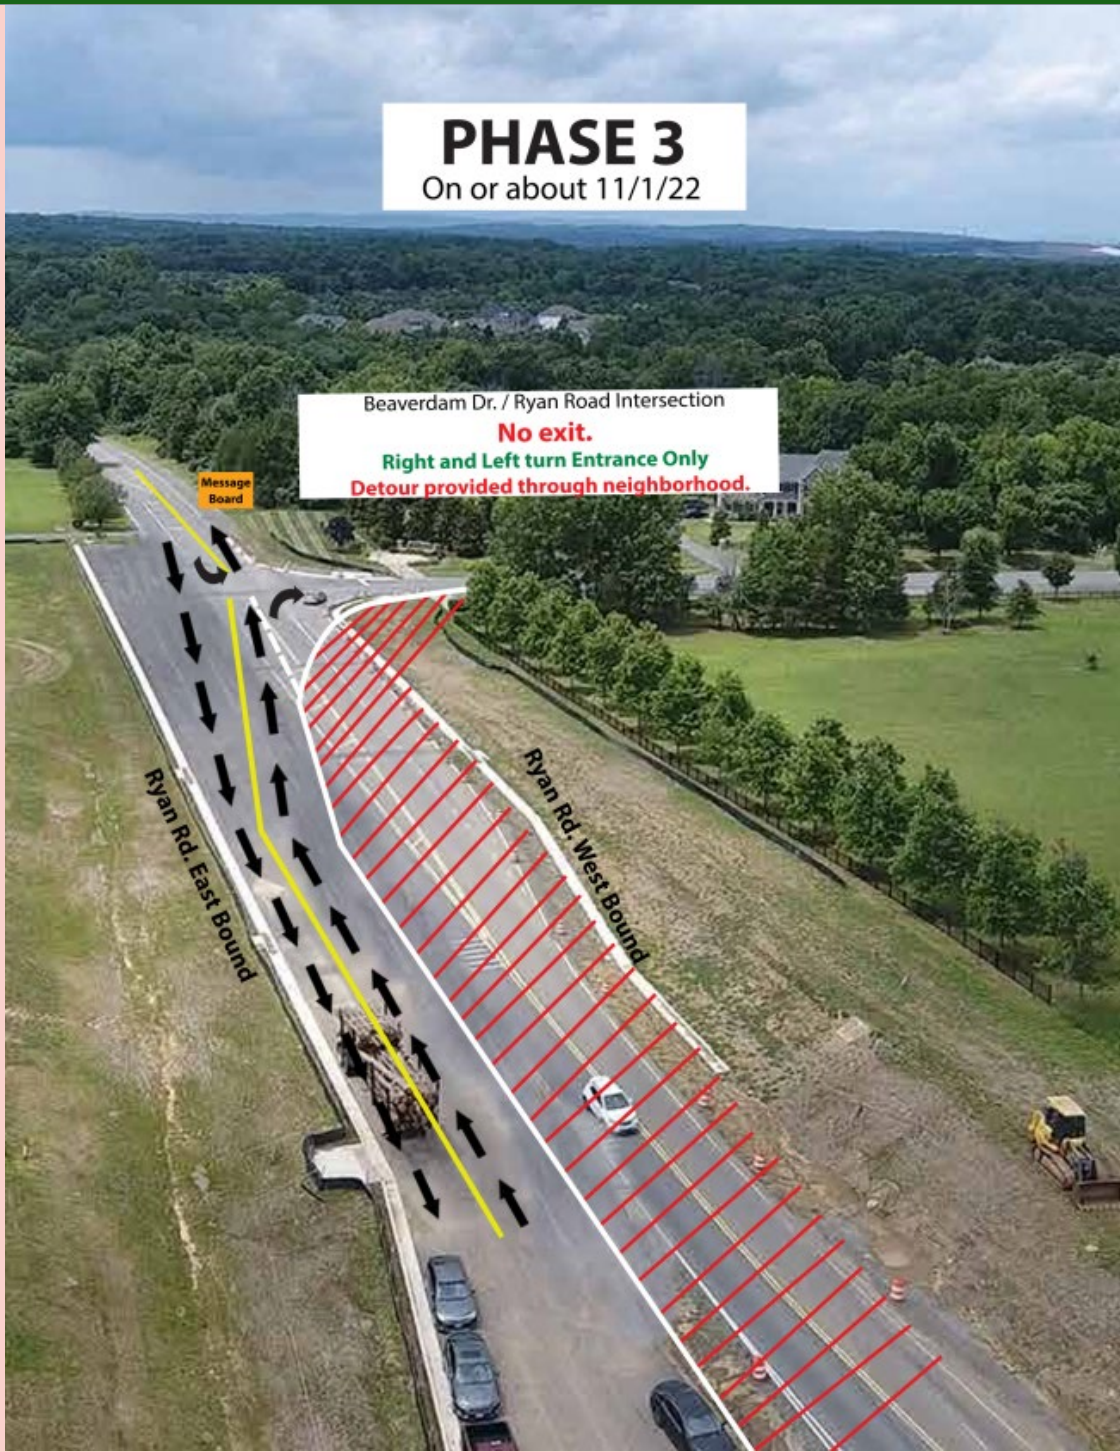 PHASE 3
On or about 11/1/22
Beaverdam Dr. / Ryan Road Intersection
No exit.
Right and Left turn Entrance Only
Detour provided through neighborhood.
Message
Board
Ryan Rd. East Bound
Ryan Rd. West Bound